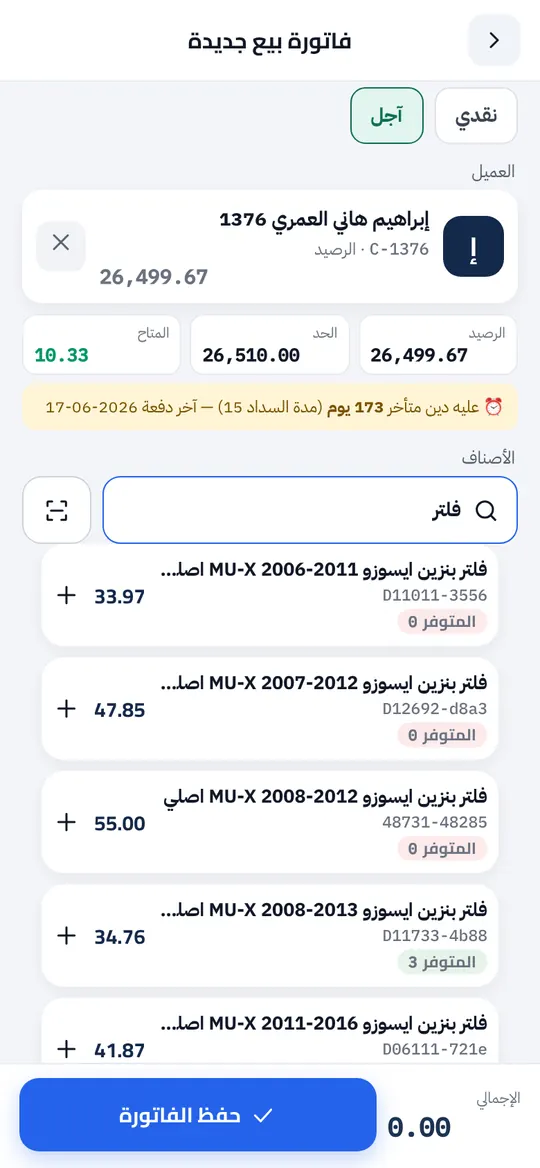 فاتورة بيع جديدة
نقدي
آجل
العميل
إ
إبراهيم هاني العمري 1376
C-1376 · الرصيد
26,499.67
الرصيد
26,499.67
الحد
26,510.00
المتاح
10.33
⏰ عليه دين متأخر 173 يوم (مدة السداد 15) — آخر دفعة 2026-06-17
الأصناف
فلتر
فلتر بنزين ايسوزو MU-X 2006-2011 اصلـ...
D11011-3556
المتوفر 0
33.97
فلتر بنزين ايسوزو MU-X 2007-2012 اصلـ...
D12692-d8a3
المتوفر 0
47.85
فلتر بنزين ايسوزو MU-X 2008-2012 اصلي
48731-48285
المتوفر 0
55.00
فلتر بنزين ايسوزو MU-X 2008-2013 اصلـ...
D11733-4b88
المتوفر 3
34.76
فلتر بنزين ايسوزو MU-X 2011-2016 اصلـ...
D06111-721e
41.87
الإجمالي
0.00
حفظ الفاتورة